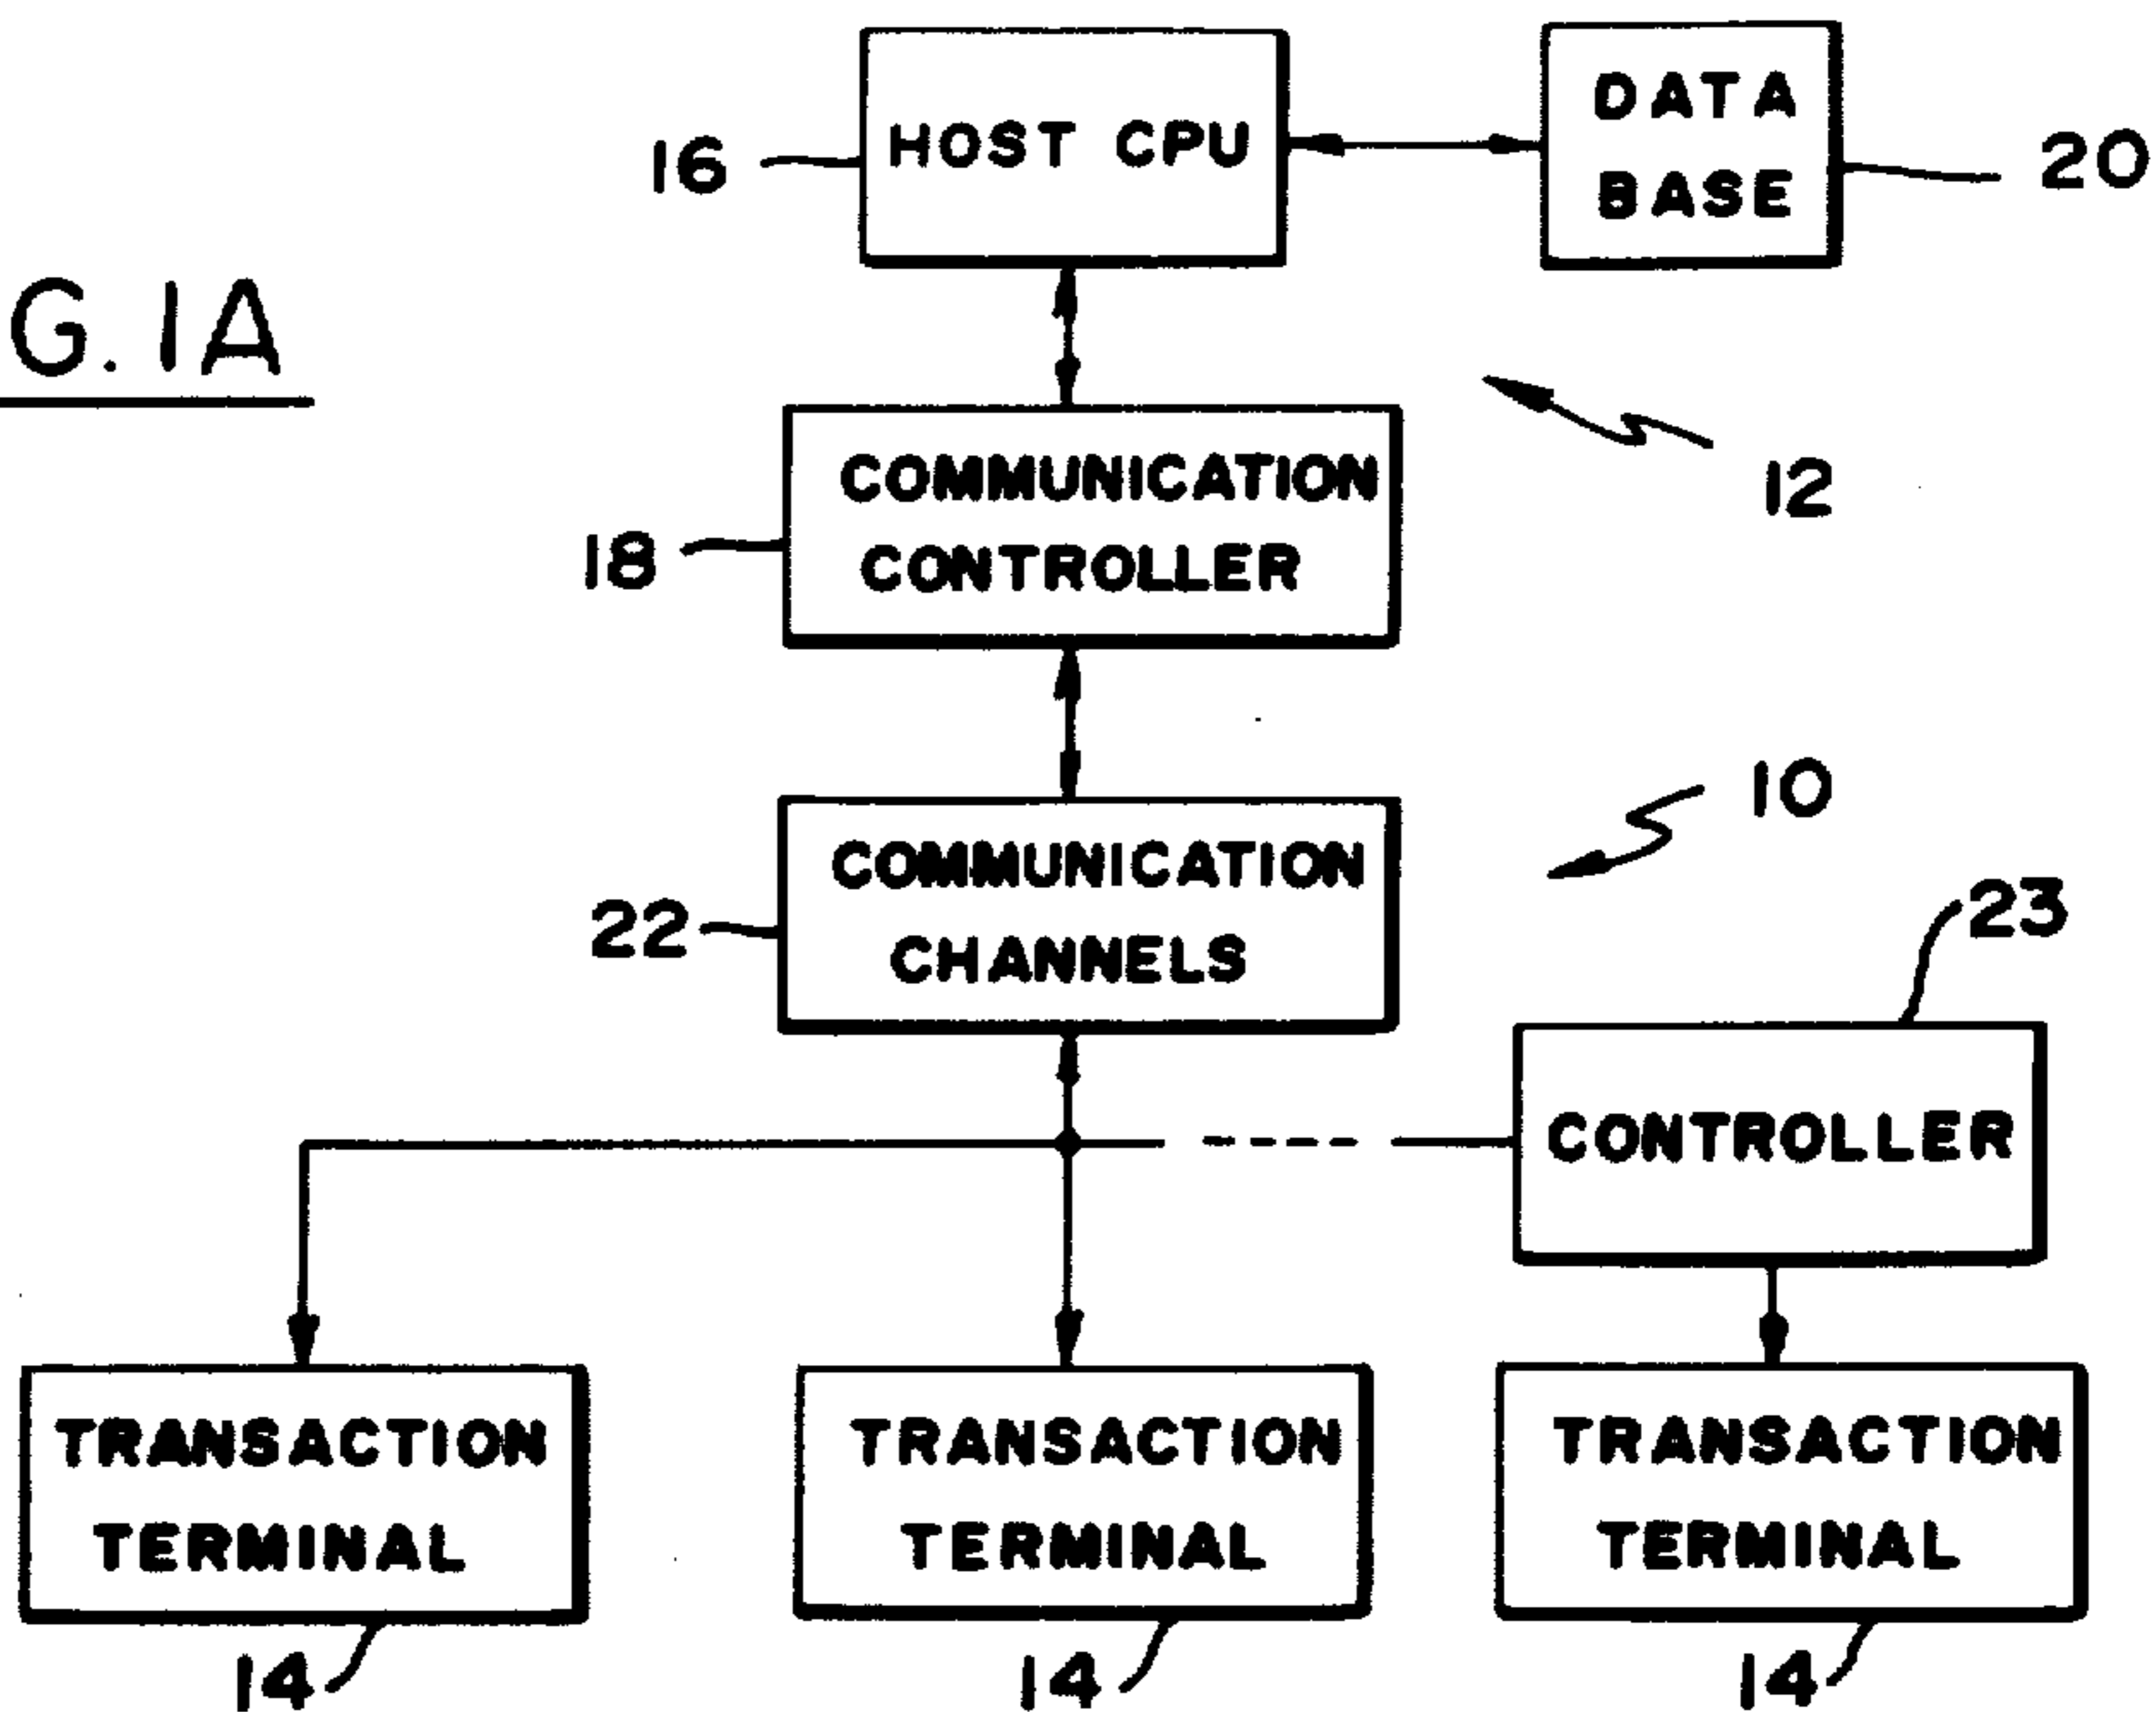 HOST CPU
DATA
BASE
16
20
G. 1A
COMMUNICATION
CONTROLLER
18
12
COMMUNICATION
CHANNELS
22
10
23
CONTROLLER
TRANSACTION
TERMINAL
TRANSACTION
TERMINAL
TRANSACTION
TERMINAL
14
14
14